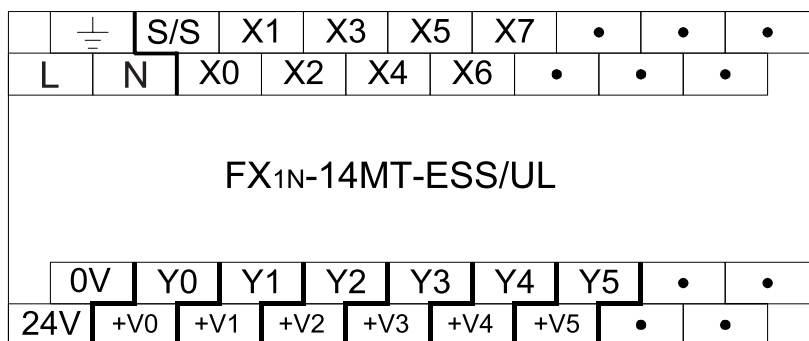 S/S X1 X3 X5 X7 • • •
L N X0 X2 X4 X6 • • •
FX1N-14MT-ESS/UL
0V Y0 Y1 Y2 Y3 Y4 Y5 • •
24V +V0 +V1 +V2 +V3 +V4 +V5 • •